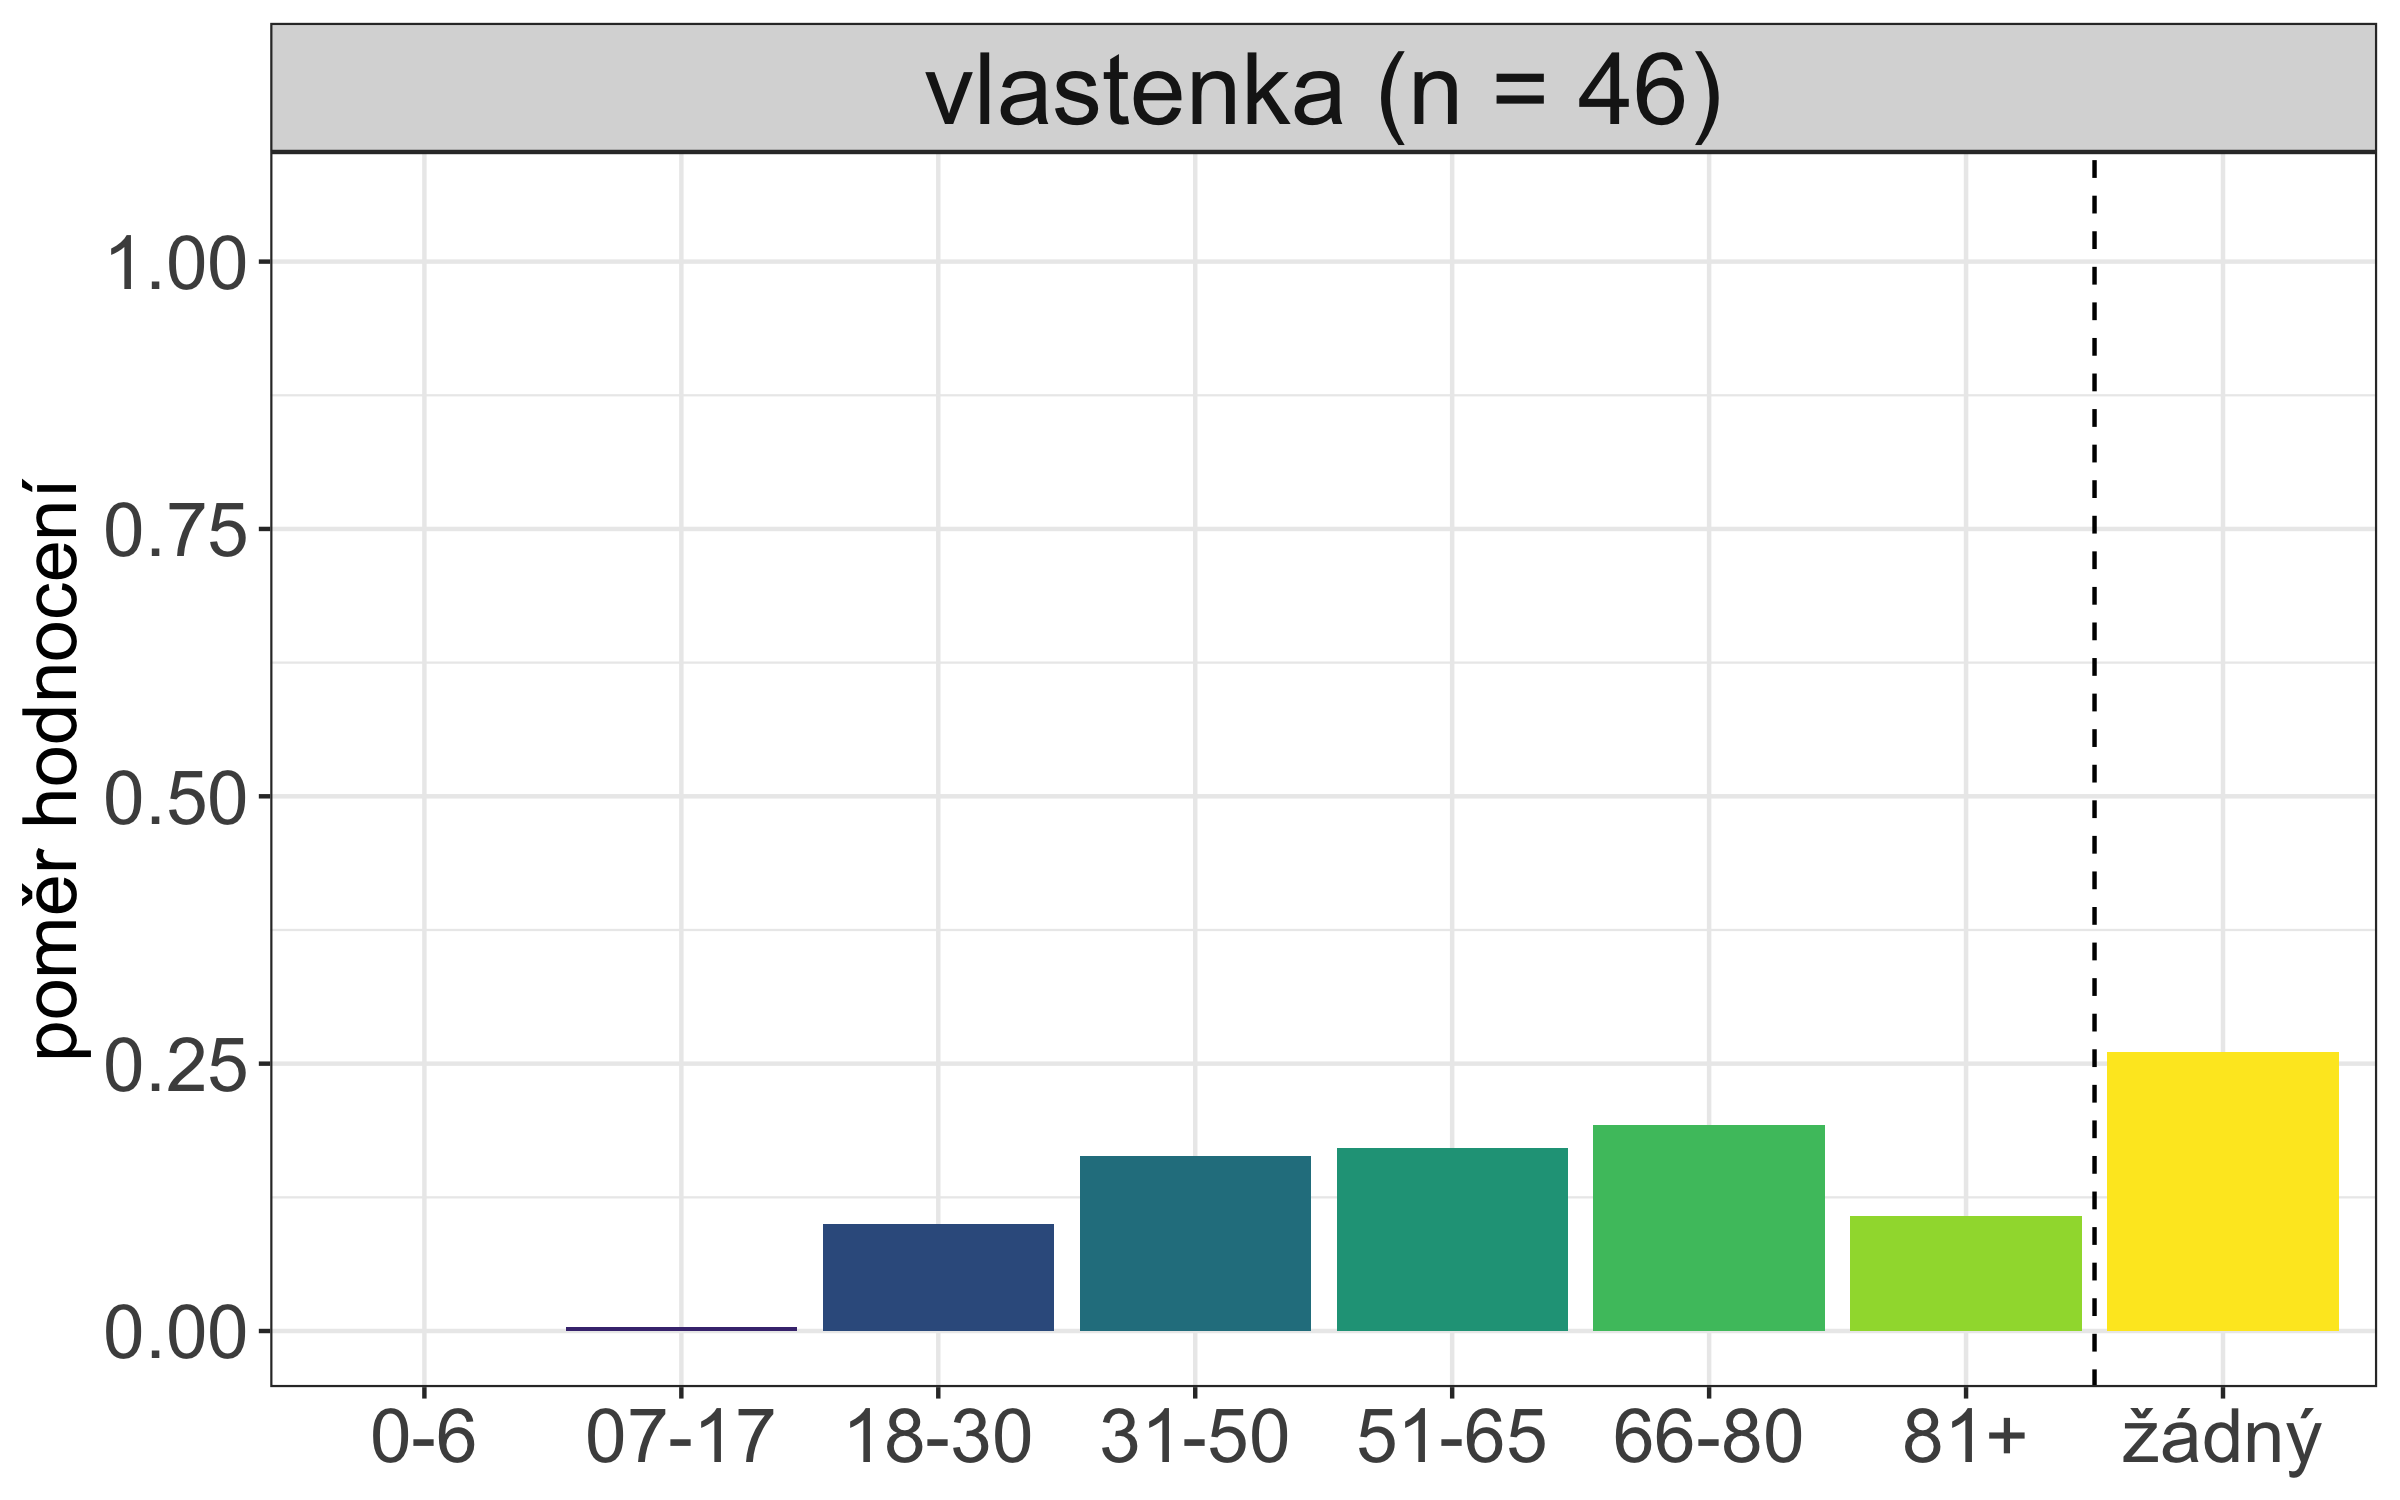 vlastenka (n = 46)
poměr hodnocení
1.00
0.75
0.50
0.25
0.00
0-6 07-17 18-30 31-50 51-65 66-80 81+ žádný